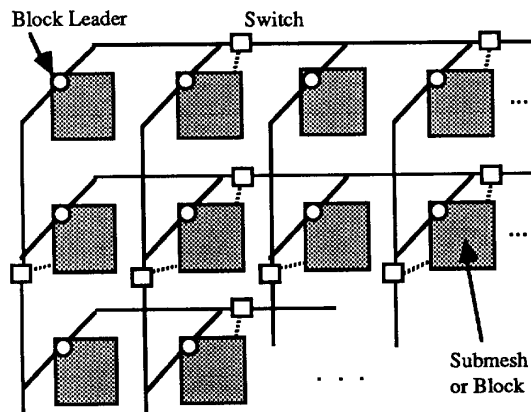 Block Leader
Switch
...
...
. . .
Submesh
or Block